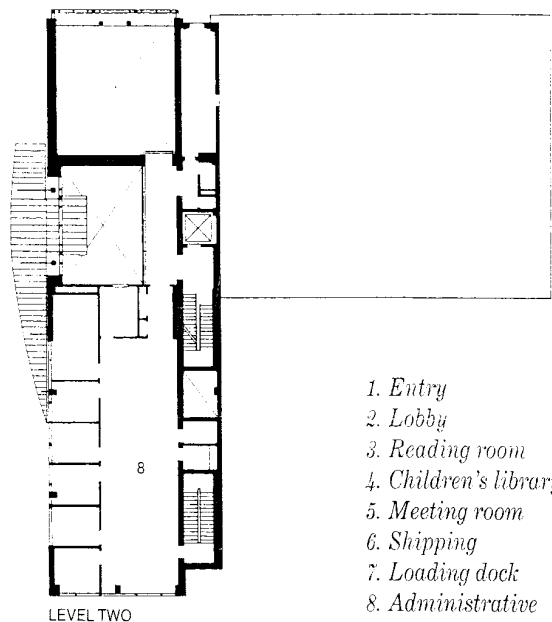 8
LEVEL TWO
1. Entry
2. Lobby
3. Reading room
4. Children's library
5. Meeting room
6. Shipping
7. Loading dock
8. Administrative